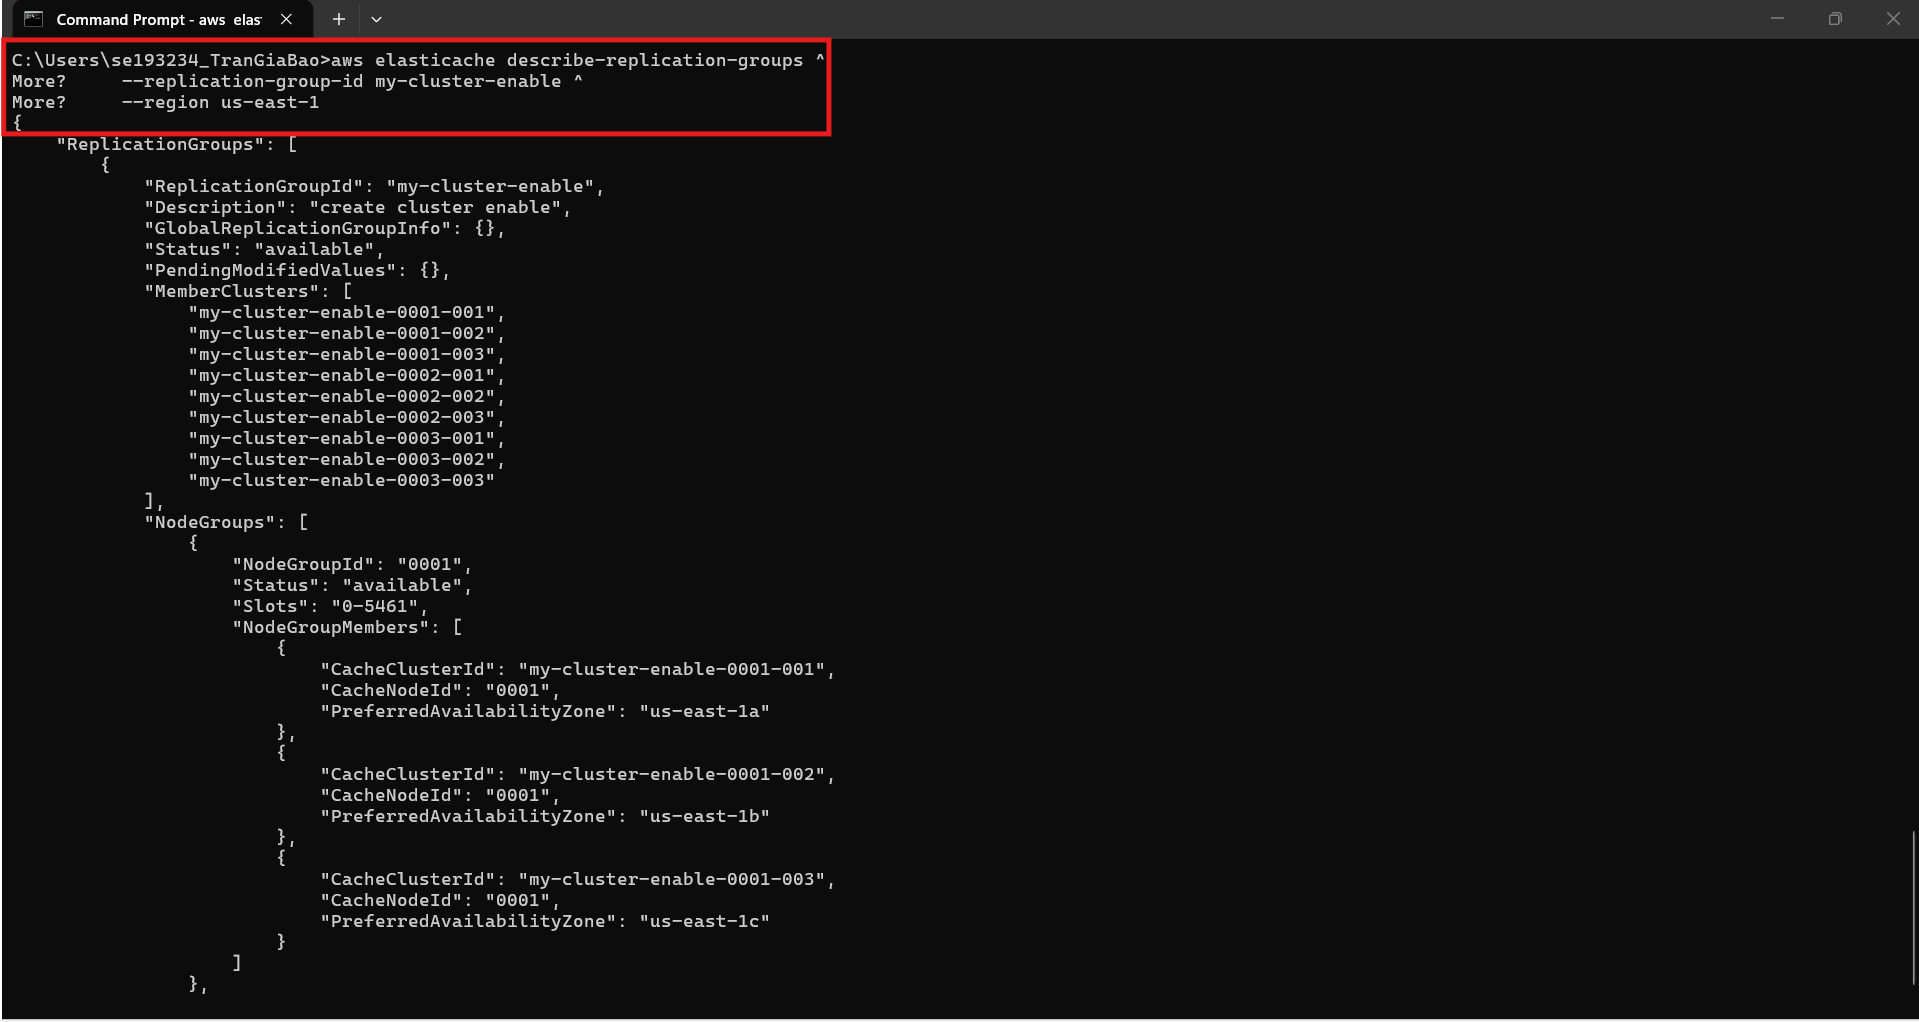 Command Prompt - aws elas
C:\Users\se193234_TranGiaBao>aws elasticache describe-replication-groups ^
More?     --replication-group-id my-cluster-enable ^
More?     --region us-east-1
{
    "ReplicationGroups": [
        {
            "ReplicationGroupId": "my-cluster-enable",
            "Description": "create cluster enable",
            "GlobalReplicationGroupInfo": {},
            "Status": "available",
            "PendingModifiedValues": {},
            "MemberClusters": [
                "my-cluster-enable-0001-001",
                "my-cluster-enable-0001-002",
                "my-cluster-enable-0001-003",
                "my-cluster-enable-0002-001",
                "my-cluster-enable-0002-002",
                "my-cluster-enable-0002-003",
                "my-cluster-enable-0003-001",
                "my-cluster-enable-0003-002",
                "my-cluster-enable-0003-003"
            ],
            "NodeGroups": [
                {
                    "NodeGroupId": "0001",
                    "Status": "available",
                    "Slots": "0-5461",
                    "NodeGroupMembers": [
                        {
                            "CacheClusterId": "my-cluster-enable-0001-001",
                            "CacheNodeId": "0001",
                            "PreferredAvailabilityZone": "us-east-1a"
                        },
                        {
                            "CacheClusterId": "my-cluster-enable-0001-002",
                            "CacheNodeId": "0001",
                            "PreferredAvailabilityZone": "us-east-1b"
                        },
                        {
                            "CacheClusterId": "my-cluster-enable-0001-003",
                            "CacheNodeId": "0001",
                            "PreferredAvailabilityZone": "us-east-1c"
                        }
                    ]
                },